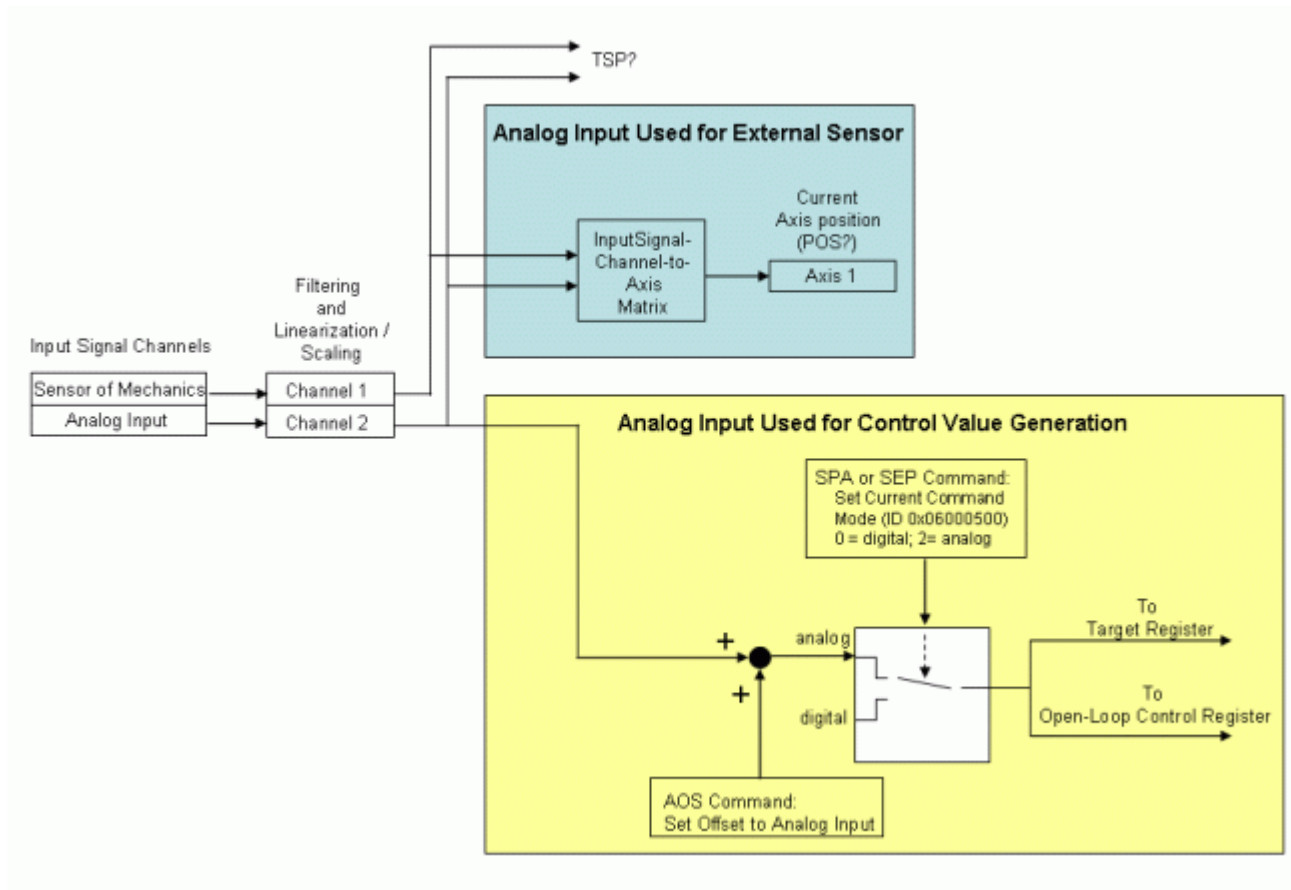 TSP?
Analog Input Used for External Sensor
Current
Axis position
(POS?)
InputSignal-
Channel-to-
Axis
Matrix
Axis 1
Filtering
and
Linearization /
Scaling
Input Signal Channels
Sensor of Mechanics
Channel 1
Analog Input
Channel 2
Analog Input Used for Control Value Generation
SPA or SEP Command:
Set Current Command
Mode (ID 0x06000500)
0 = digital; 2= analog
+
analog
+
digital
To
Target Register
To
Open-Loop Control Register
AOS Command:
Set Offset to Analog Input